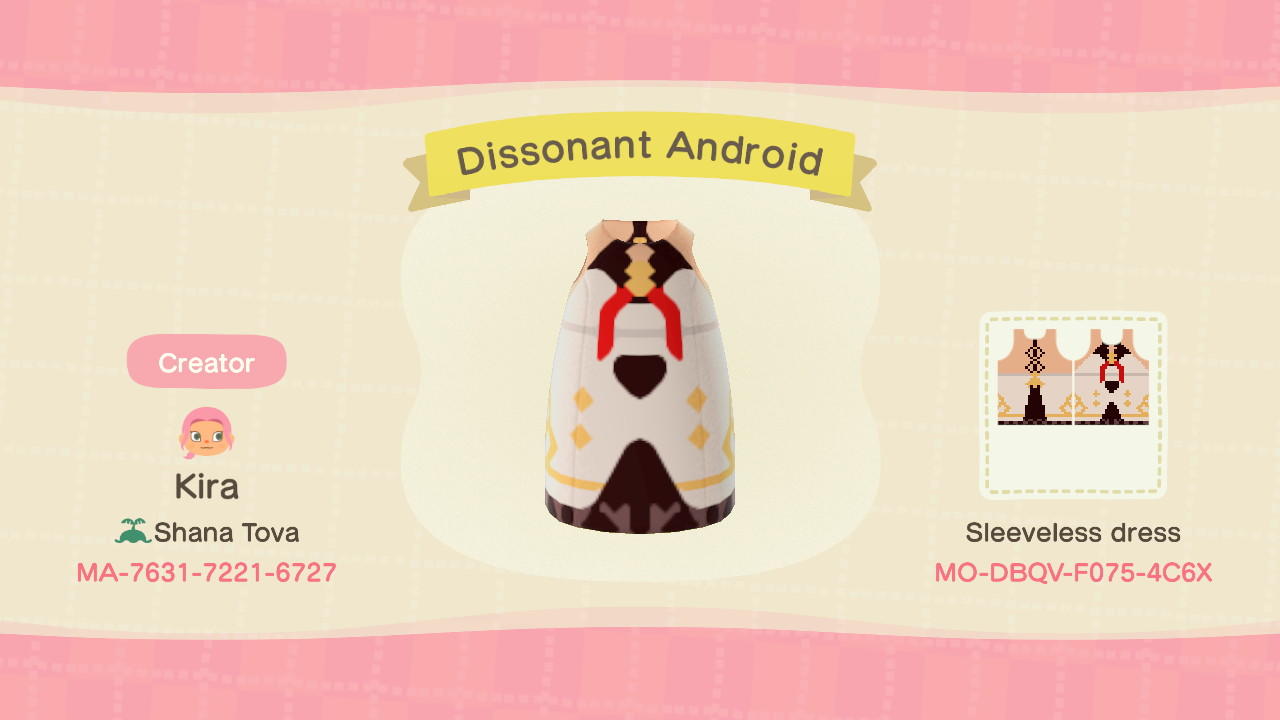 Dissonant Android
Creator
Kira
Shana Tova
MA-7631-7221-6727
Sleeveless dress
MO-DBQV-F075-4C6X